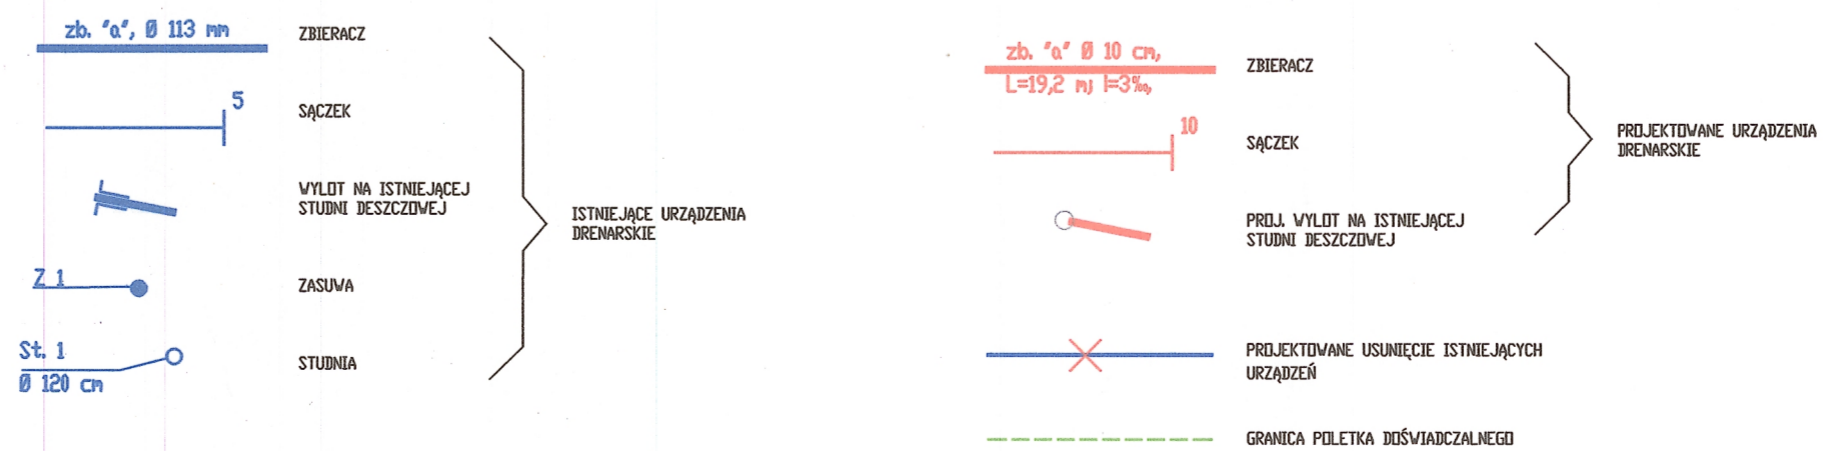 zb. "a", Ø 113 mm
ZBIERACZ
5
SĄCZEK
WYLOT NA ISTNIEJĄCEJ
STUDNI DESZCZOWEJ
Z 1
ZASUWA
St. 1
Ø 120 cm
STUDNIA
ISTNIEJĄCE URZĄDZENIA
DRENARSKIE
zb. "a" Ø 10 cm,
L=19,2 m; I=3‰,
ZBIERACZ
10
SĄCZEK
PROJ. WYLOT NA ISTNIEJĄCEJ
STUDNI DESZCZOWEJ
PROJEKTOWANE URZĄDZENIA
DRENARSKIE
PROJEKTOWANE USUNIĘCIE ISTNIEJĄCYCH
URZĄDZEŃ
GRANICA POLETKA DOŚWIADCZALNEGO